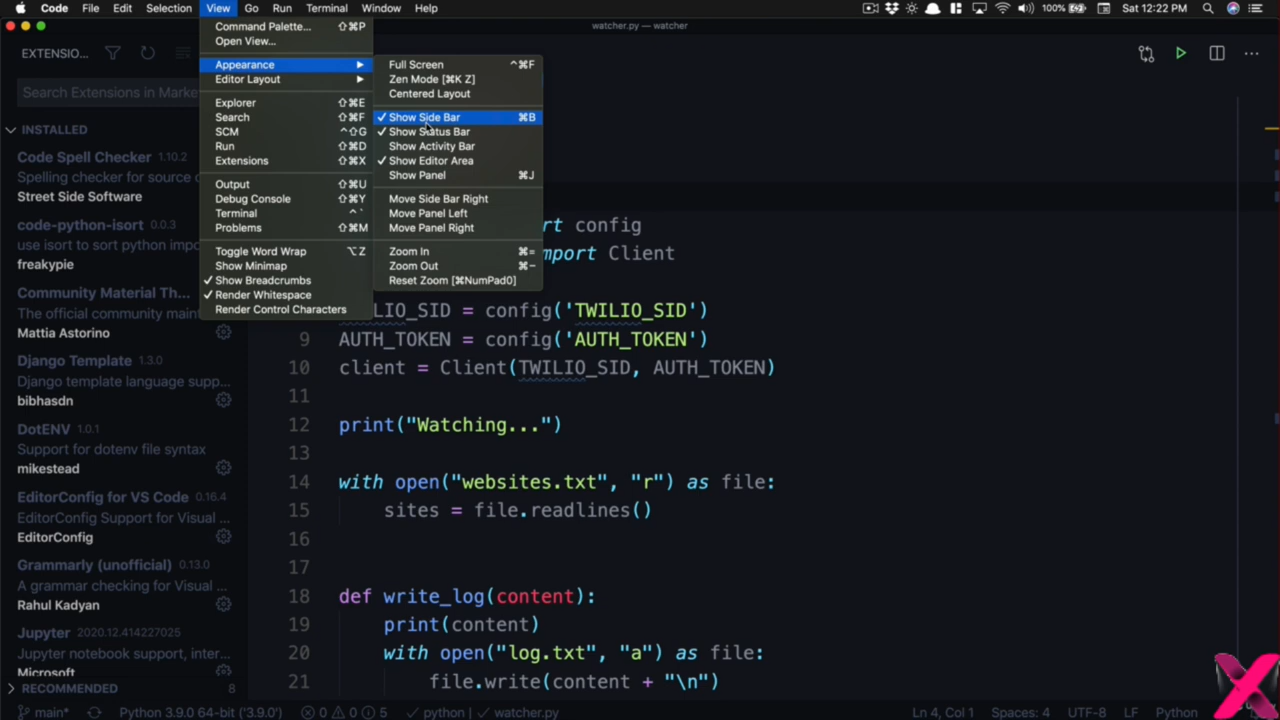 Code File Edit Selection View Go Run Terminal Window Help
100% Sat 12:22 PM
watcher.py — watcher
EXTENSIO...
Search Extensions in Marke
INSTALLED
Code Spell Checker 1.10.2
Spelling checker for source c
Street Side Software
code-python-isort 0.0.3
use isort to sort python impo
freakypie
Community Material Th...
The official community maint
Mattia Astorino
Django Template 1.3.0
Django template language supp...
bibhasdn
DotENV 1.0.1
Support for dotenv file syntax
mikestead
EditorConfig for VS Code 0.16.4
EditorConfig Support for Visual ...
EditorConfig
Grammarly (unofficial) 0.13.0
A grammar checking for Visual ...
Rahul Kadyan
Jupyter 2020.12.414227025
Jupyter notebook support, inter...
Microsoft
RECOMMENDED 8
Command Palette... ⇧⌘P
Open View...
Appearance
Editor Layout
Explorer ⇧⌘E
Search ⇧⌘F
SCM ^⇧G
Run ⇧⌘D
Extensions ⇧⌘X
Output ⇧⌘U
Debug Console ⇧⌘Y
Terminal ^`
Problems ⇧⌘M
Toggle Word Wrap ⌥Z
Show Minimap
✓ Show Breadcrumbs
✓ Render Whitespace
Render Control Characters
Full Screen ^⌘F
Zen Mode [⌘K Z]
Centered Layout
✓ Show Side Bar ⌘B
✓ Show Status Bar
Show Activity Bar
✓ Show Editor Area
Show Panel ⌘J
Move Side Bar Right
Move Panel Left
Move Panel Right
Zoom In ⌘=
Zoom Out ⌘−
Reset Zoom [⌘NumPad0]
rt config
mport Client
LIO_SID = config('TWILIO_SID')
9 AUTH_TOKEN = config('AUTH_TOKEN')
10 client = Client(TWILIO_SID, AUTH_TOKEN)
11
12 print("Watching...")
13
14 with open("websites.txt", "r") as file:
15 sites = file.readlines()
16
17
18 def write_log(content):
19 print(content)
20 with open("log.txt", "a") as file:
21 file.write(content + "\n")
main* Python 3.9.0 64-bit ('3.9.0') 0 0 5 ✓ python | ✓ watcher.py Ln 4, Col 1 Spaces: 4 UTF-8 LF Python
X